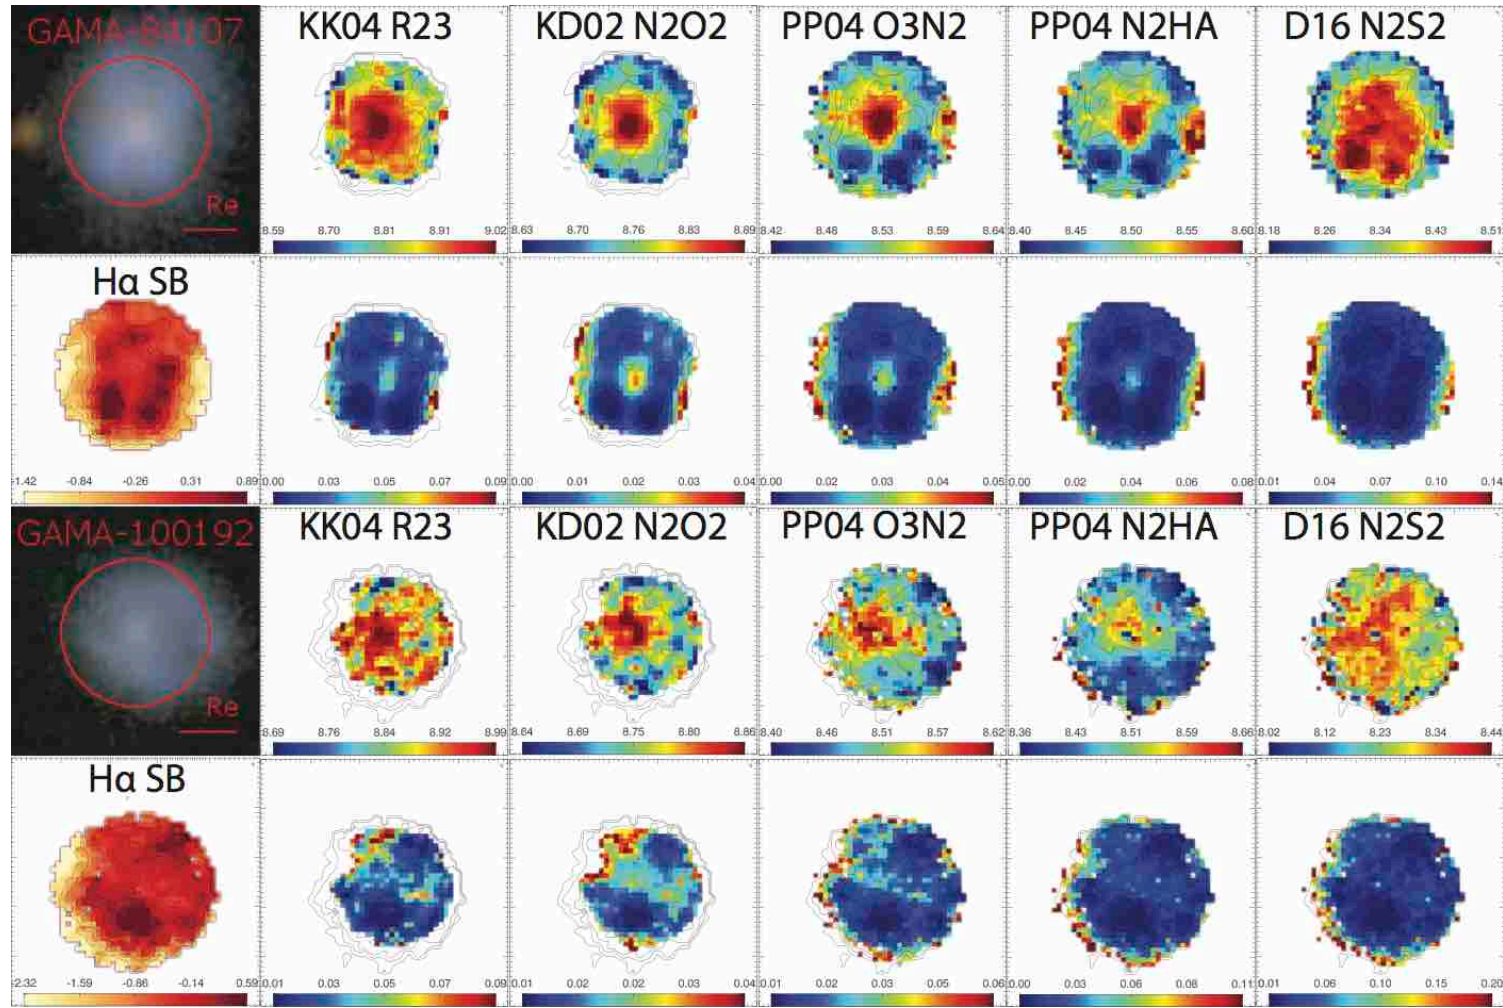 GAMA-84107 KK04 R23 KD02 N2O2 PP04 O3N2 PP04 N2HA D16 N2S2
Re
8.59 8.70 8.81 8.91 9.02 8.63 8.70 8.76 8.83 8.89 8.42 8.48 8.53 8.59 8.64 8.40 8.45 8.50 8.55 8.60 8.18 8.26 8.34 8.43 8.51
Hα SB
-1.42 -0.84 -0.26 0.31 0.89 0.00 0.03 0.05 0.07 0.09 0.00 0.02 0.02 0.03 0.04 0.00 0.02 0.03 0.04 0.05 0.00 0.02 0.04 0.06 0.08 0.01 0.04 0.07 0.10 0.14
GAMA-100192 KK04 R23 KD02 N2O2 PP04 O3N2 PP04 N2HA D16 N2S2
Re
8.69 8.76 8.84 8.92 8.99 8.64 8.69 8.75 8.80 8.86 8.40 8.46 8.51 8.57 8.62 8.36 8.43 8.51 8.59 8.66 8.02 8.12 8.23 8.34 8.44
Hα SB
-2.32 -1.59 -0.86 -0.14 0.59 0.01 0.03 0.05 0.07 0.09 0.00 0.01 0.02 0.03 0.04 0.01 0.02 0.03 0.05 0.06 0.00 0.03 0.06 0.08 0.11 0.01 0.05 0.10 0.15 0.20